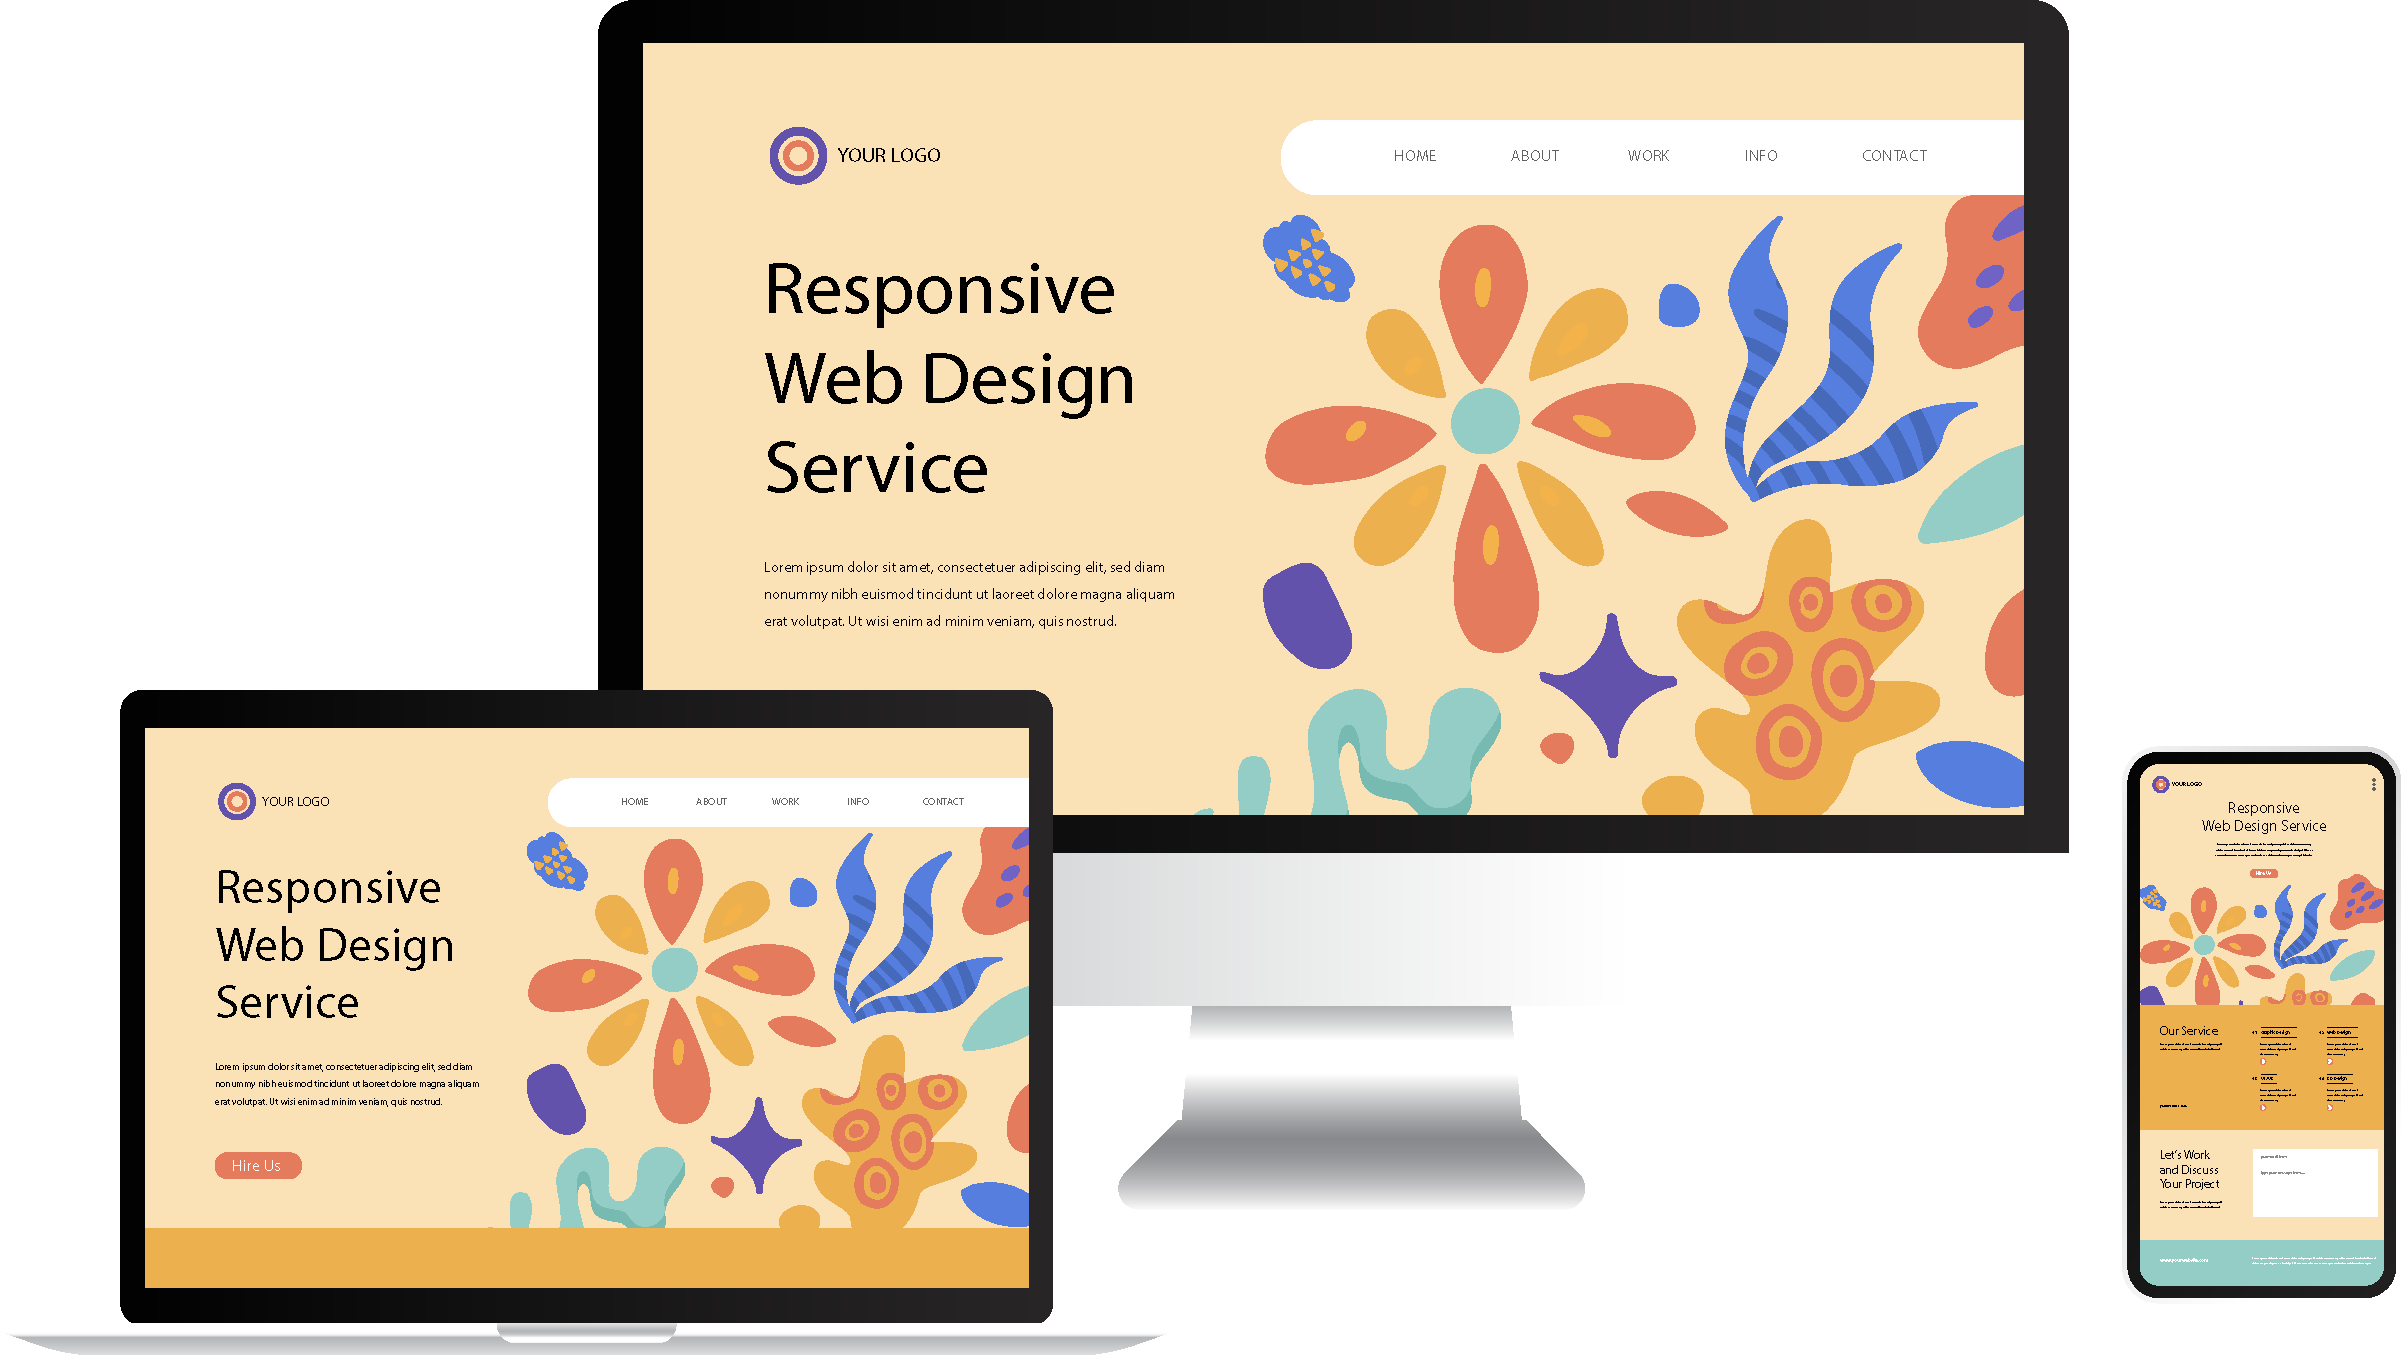 YOUR LOGO
HOME ABOUT WORK INFO CONTACT
Responsive
Web Design
Service
Lorem ipsum dolor sit amet, consectetuer adipiscing elit, sed diam
nonummy nibh euismod tincidunt ut laoreet dolore magna aliquam
erat volutpat. Ut wisi enim ad minim veniam, quis nostrud.
YOUR LOGO
HOME ABOUT WORK INFO CONTACT
Responsive
Web Design
Service
Lorem ipsum dolor sit amet, consectetuer adipiscing elit, sed diam
nonummy nibh euismod tincidunt ut laoreet dolore magna aliquam
erat volutpat. Ut wisi enim ad minim veniam, quis nostrud.
Hire Us
YOUR LOGO
Responsive
Web Design Service
Hire Us
Our Service
Let's Work
and Discuss
Your Project
www.yourwebsite.com